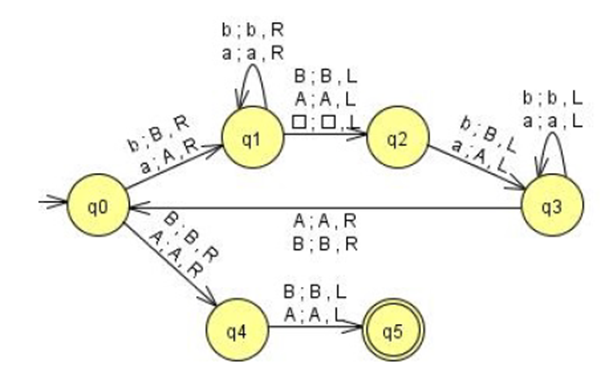 b ; b , R
a ; a , R
B ; B , L
A ; A , L
□ ; □ , L
b ; b , L
a ; a , L
b ; B , R
a ; A , R
q1
q2
b ; B , L
a ; A , L
q0
q3
A ; A , R
B ; B , R
B ; B , R
A ; A , R
B ; B , L
A ; A , L
q4
q5